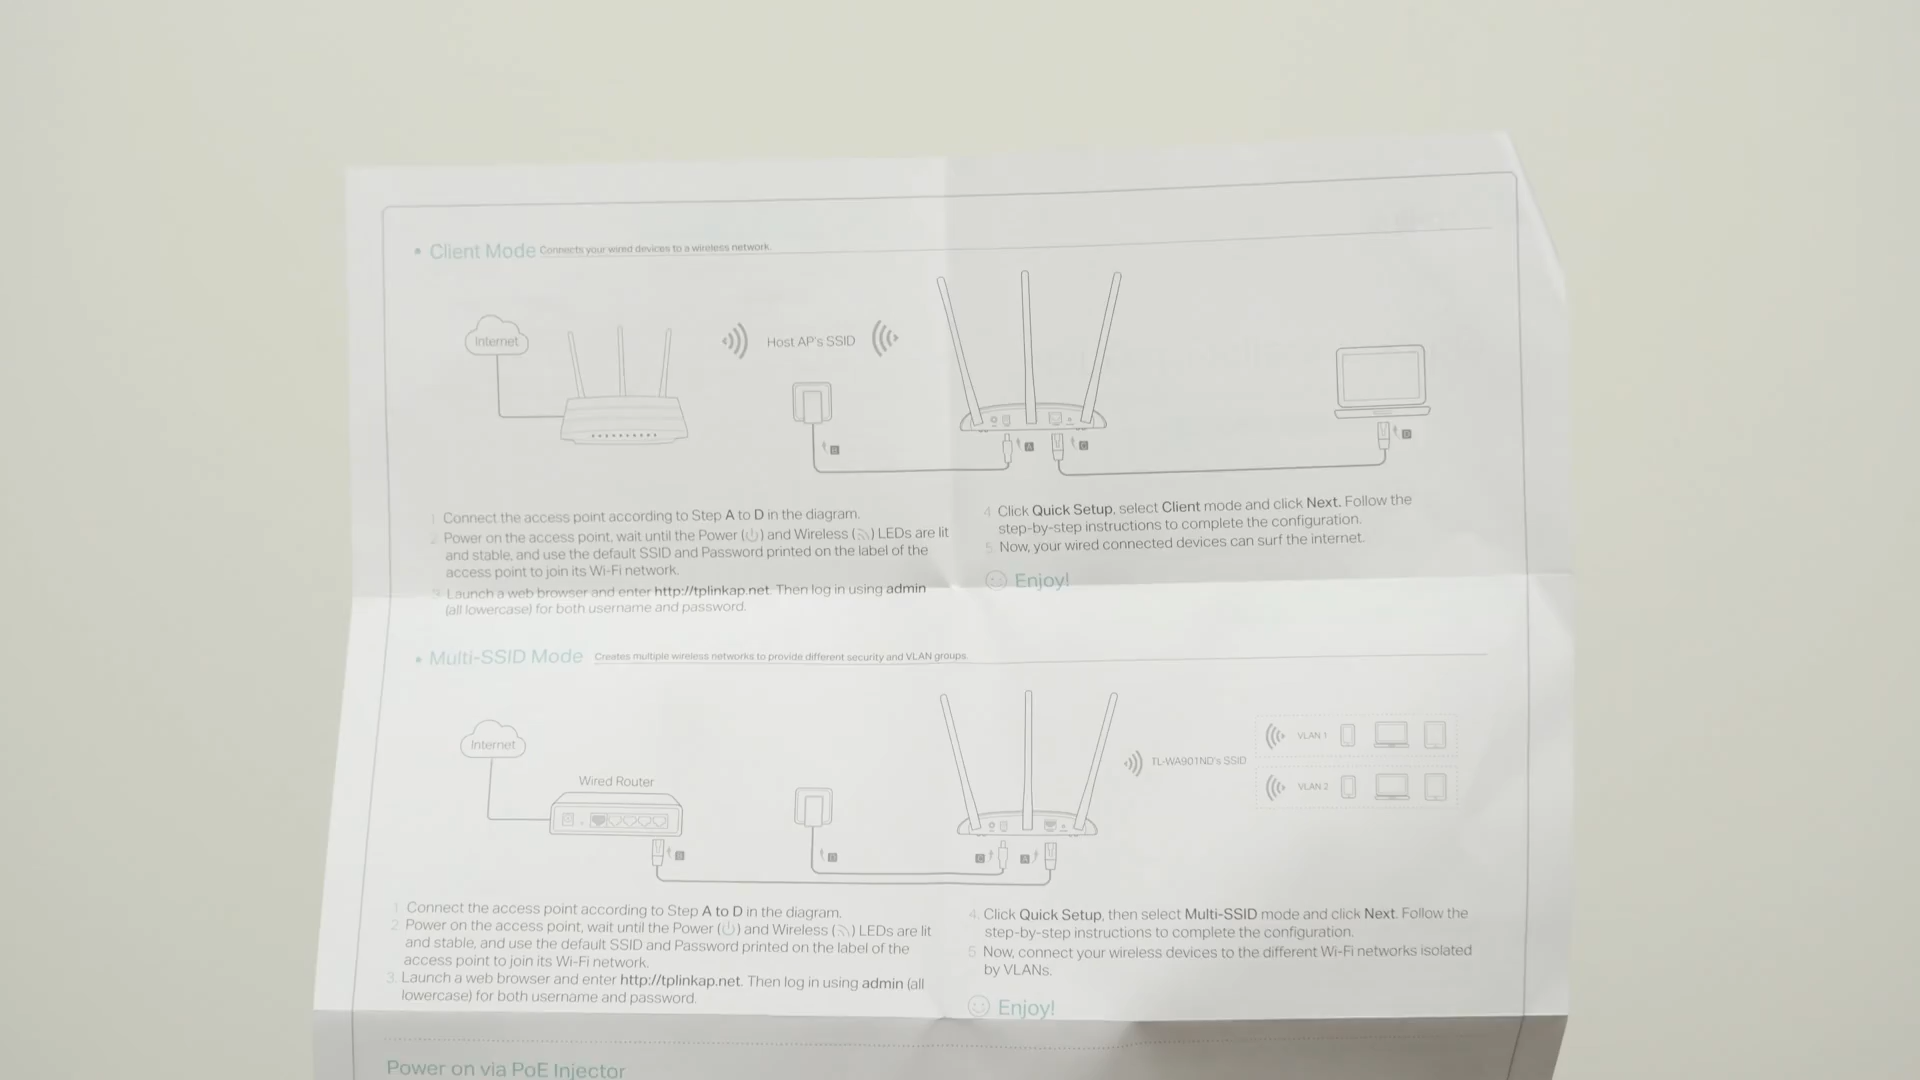 • Client Mode Connects your wired devices to a wireless network.
Internet
Host AP's SSID
B
A
C
D
1 Connect the access point according to Step A to D in the diagram.
2 Power on the access point, wait until the Power ( ) and Wireless ( ) LEDs are lit
and stable, and use the default SSID and Password printed on the label of the
access point to join its Wi-Fi network.
3 Launch a web browser and enter http://tplinkap.net. Then log in using admin
(all lowercase) for both username and password.
4 Click Quick Setup, select Client mode and click Next. Follow the
step-by-step instructions to complete the configuration.
5 Now, your wired connected devices can surf the internet.
Enjoy!
• Multi-SSID Mode Creates multiple wireless networks to provide different security and VLAN groups.
Internet
Wired Router
TL-WA901ND's SSID
VLAN 1
VLAN 2
B
D
C
A
1 Connect the access point according to Step A to D in the diagram.
2 Power on the access point, wait until the Power ( ) and Wireless ( ) LEDs are lit
and stable, and use the default SSID and Password printed on the label of the
access point to join its Wi-Fi network.
3. Launch a web browser and enter http://tplinkap.net. Then log in using admin (all
lowercase) for both username and password.
4. Click Quick Setup, then select Multi-SSID mode and click Next. Follow the
step-by-step instructions to complete the configuration.
5 Now, connect your wireless devices to the different Wi-Fi networks isolated
by VLANs.
Enjoy!
Power on via PoE Injector